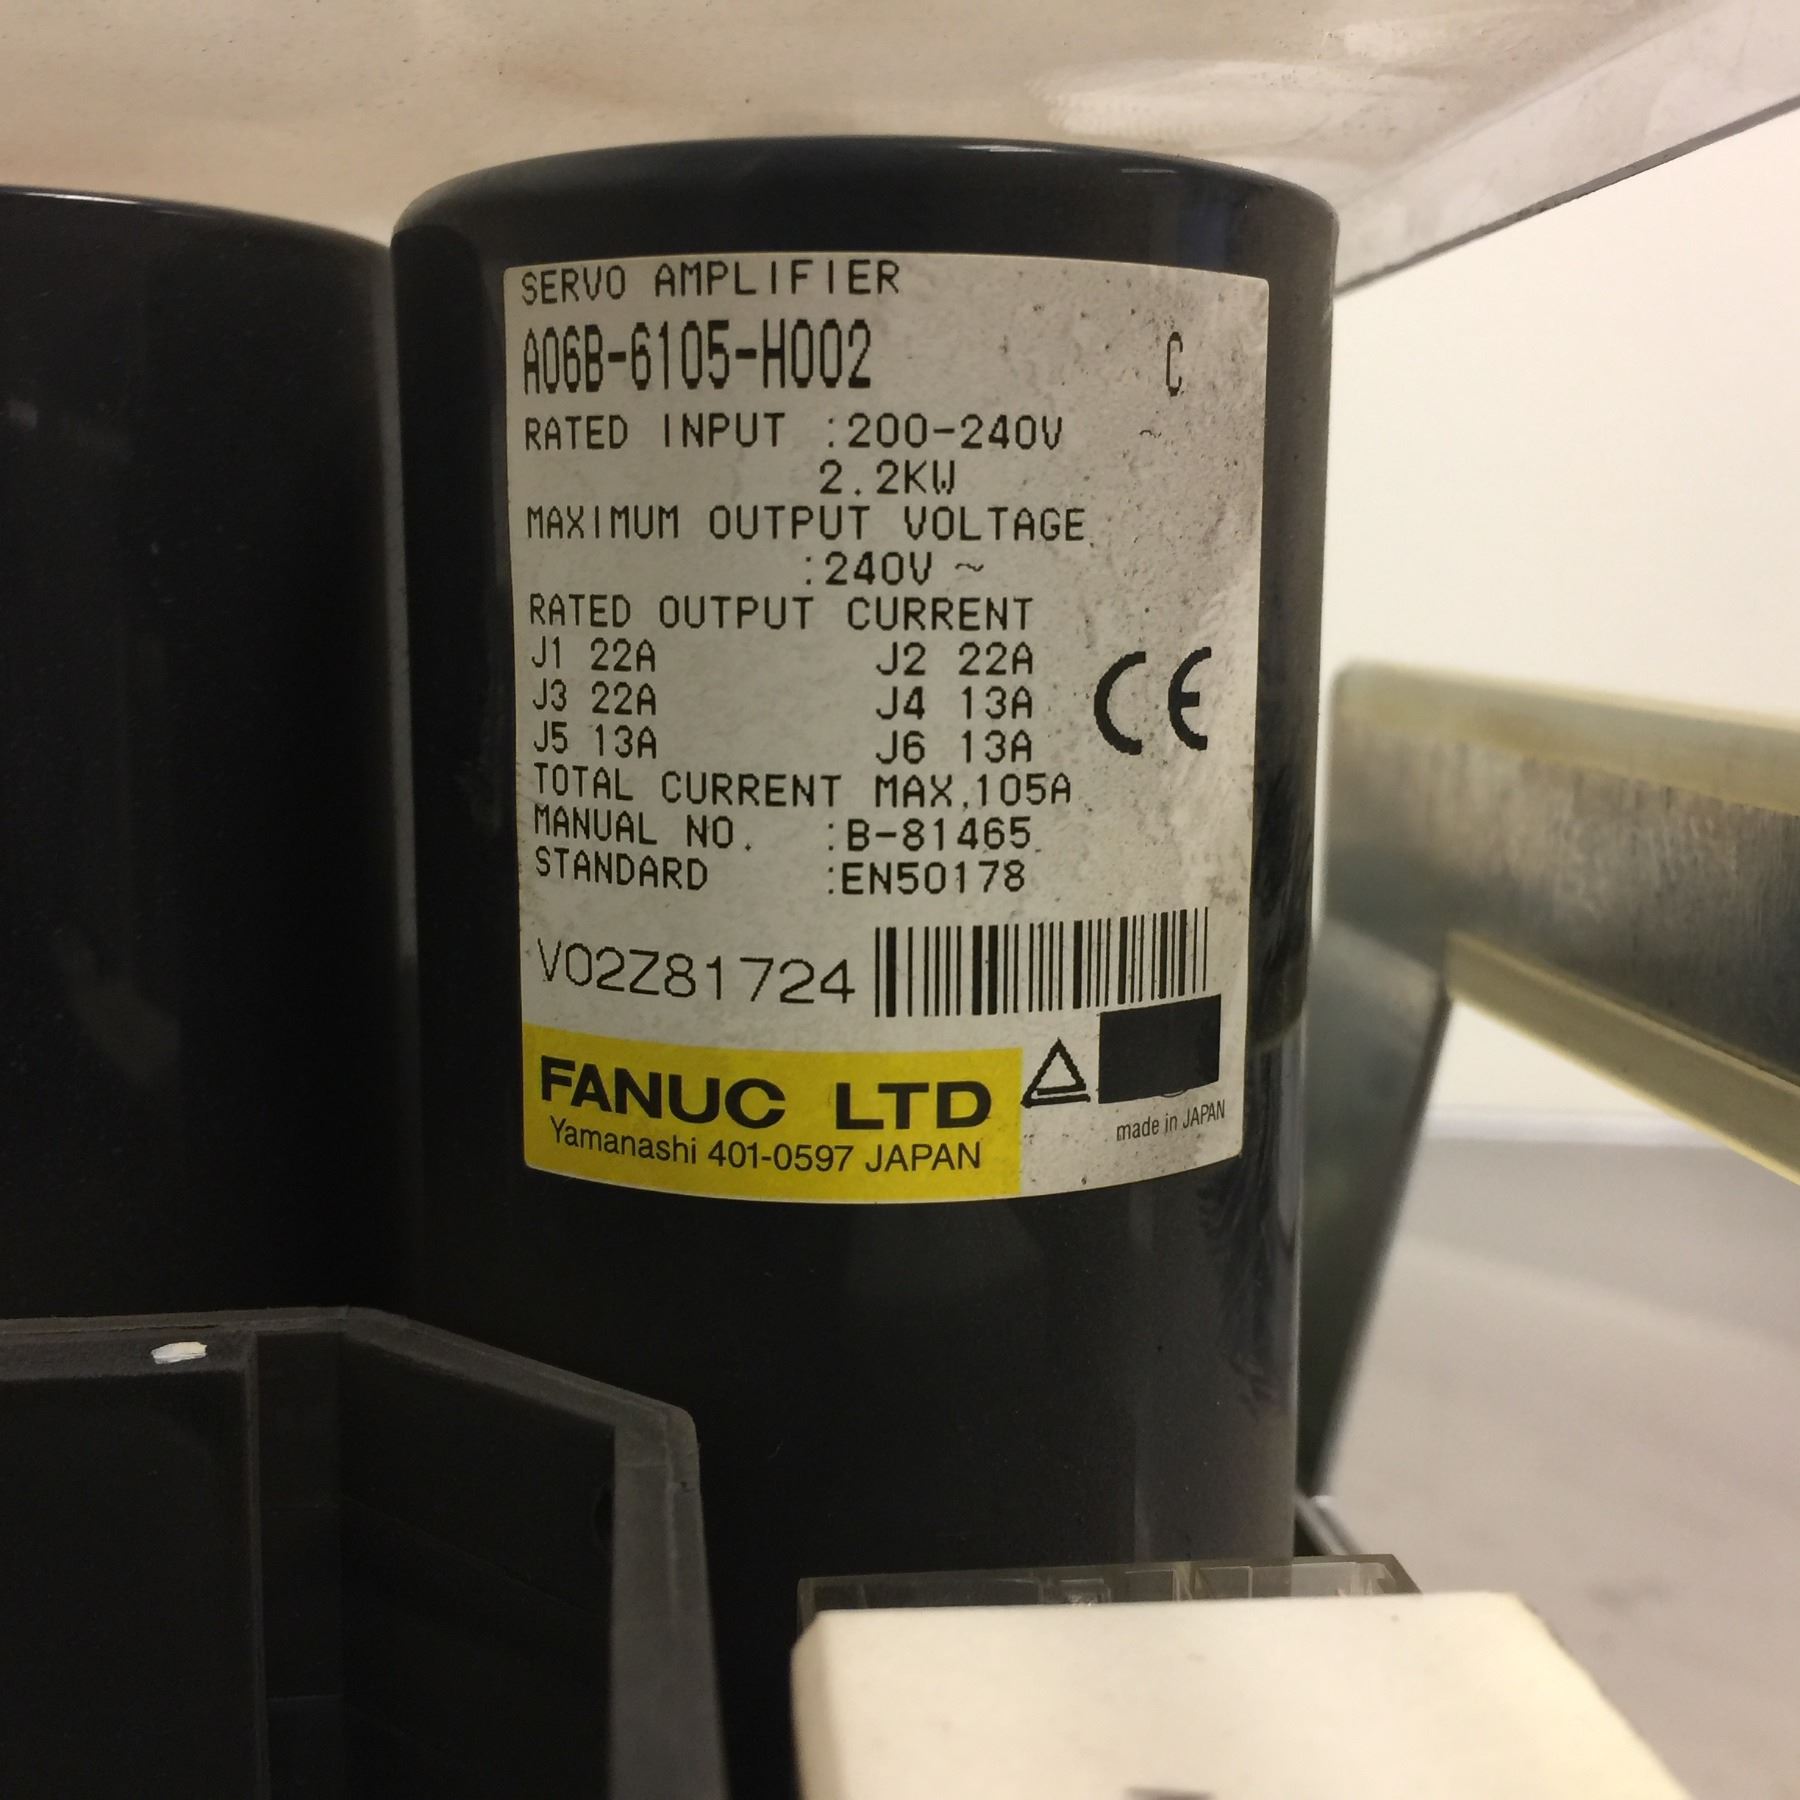 SERVO AMPLIFIER
A06B-6105-H002 C
RATED INPUT :200-240V ~
2.2KW
MAXIMUM OUTPUT VOLTAGE
:240V ~
RATED OUTPUT CURRENT
J1 22A J2 22A
J3 22A J4 13A
J5 13A J6 13A
CE
TOTAL CURRENT MAX.105A
MANUAL NO. :B-81465
STANDARD :EN50178
V02Z81724
FANUC LTD
Yamanashi 401-0597 JAPAN
made in JAPAN